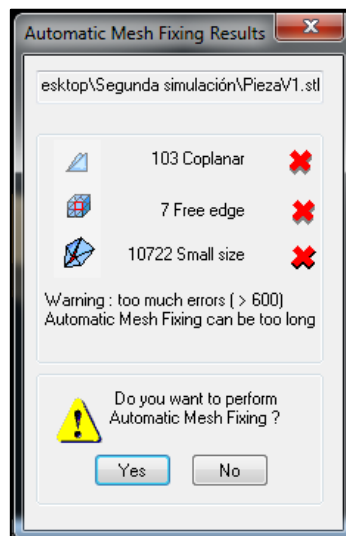 Automatic Mesh Fixing Results
esktop\Segunda simulación\PiezaV1.stl
103 Coplanar
7 Free edge
10722 Small size
Warning : too much errors ( > 600)
Automatic Mesh Fixing can be too long
Do you want to perform
Automatic Mesh Fixing ?
Yes No